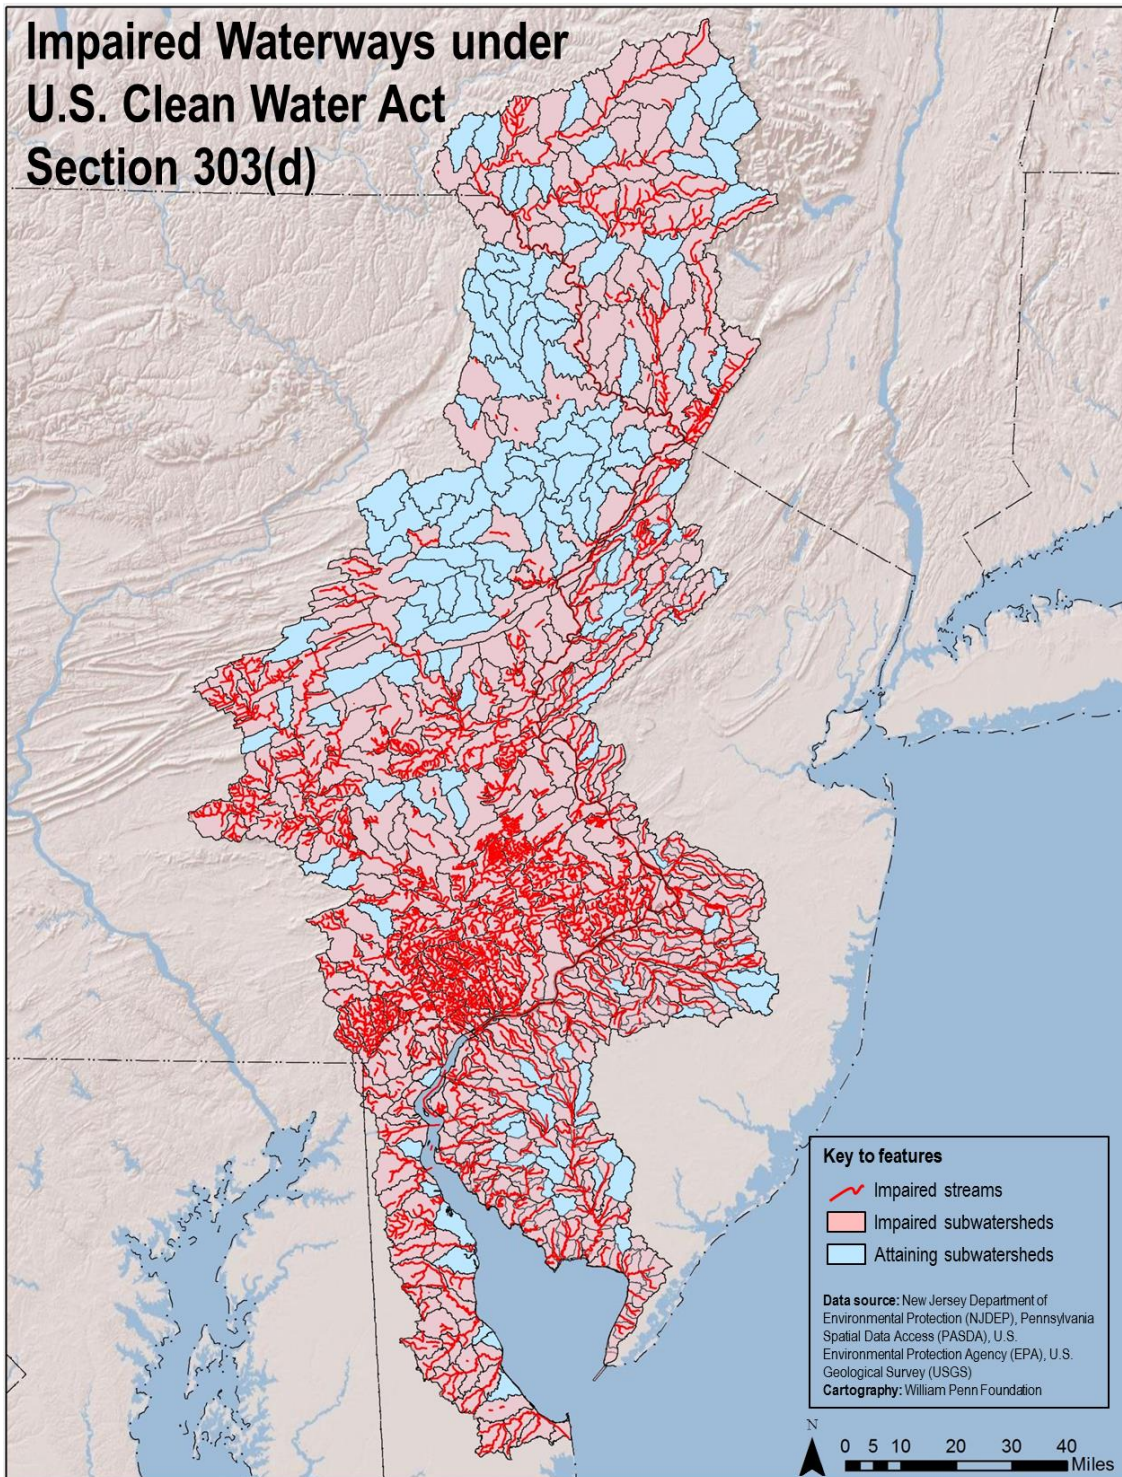 Impaired Waterways under
U.S. Clean Water Act
Section 303(d)
Key to features
Impaired streams
Impaired subwatersheds
Attaining subwatersheds
Data source: New Jersey Department of
Environmental Protection (NJDEP), Pennsylvania
Spatial Data Access (PASDA), U.S.
Environmental Protection Agency (EPA), U.S.
Geological Survey (USGS)
Cartography: William Penn Foundation
N
0 5 10 20 30 40
Miles